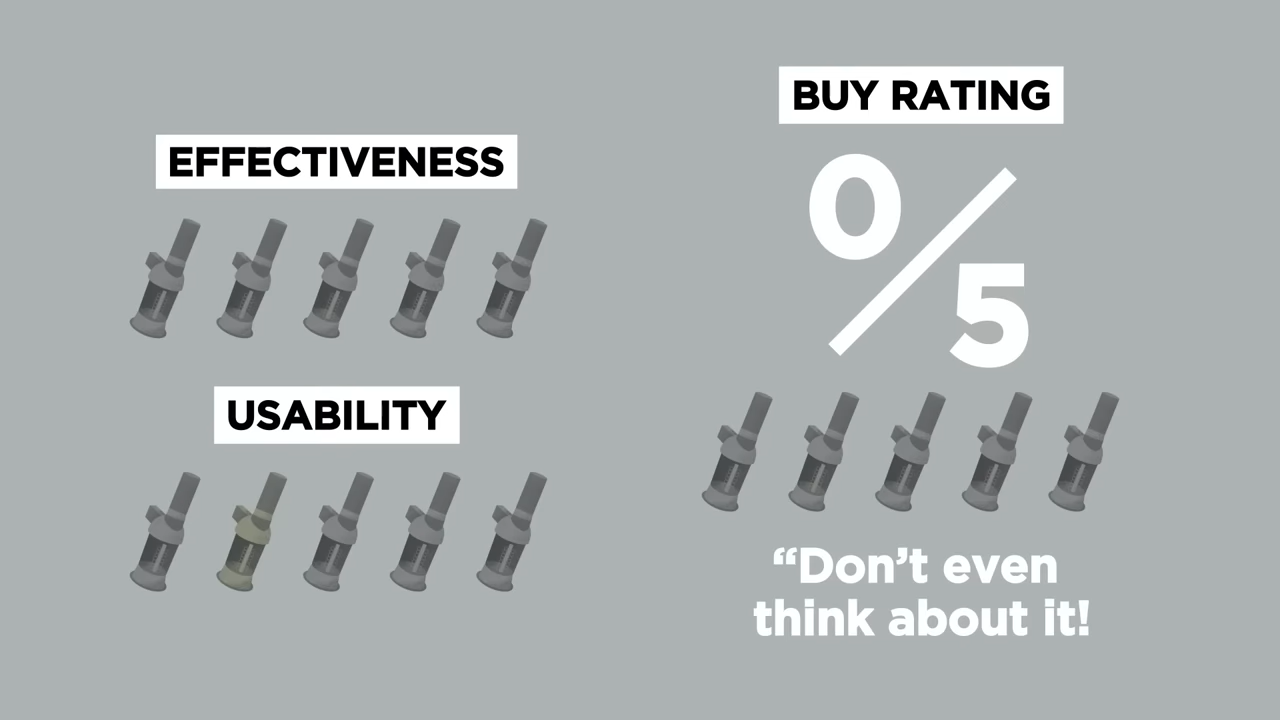 EFFECTIVENESS
USABILITY
BUY RATING
0/5
“Don’t even
think about it!